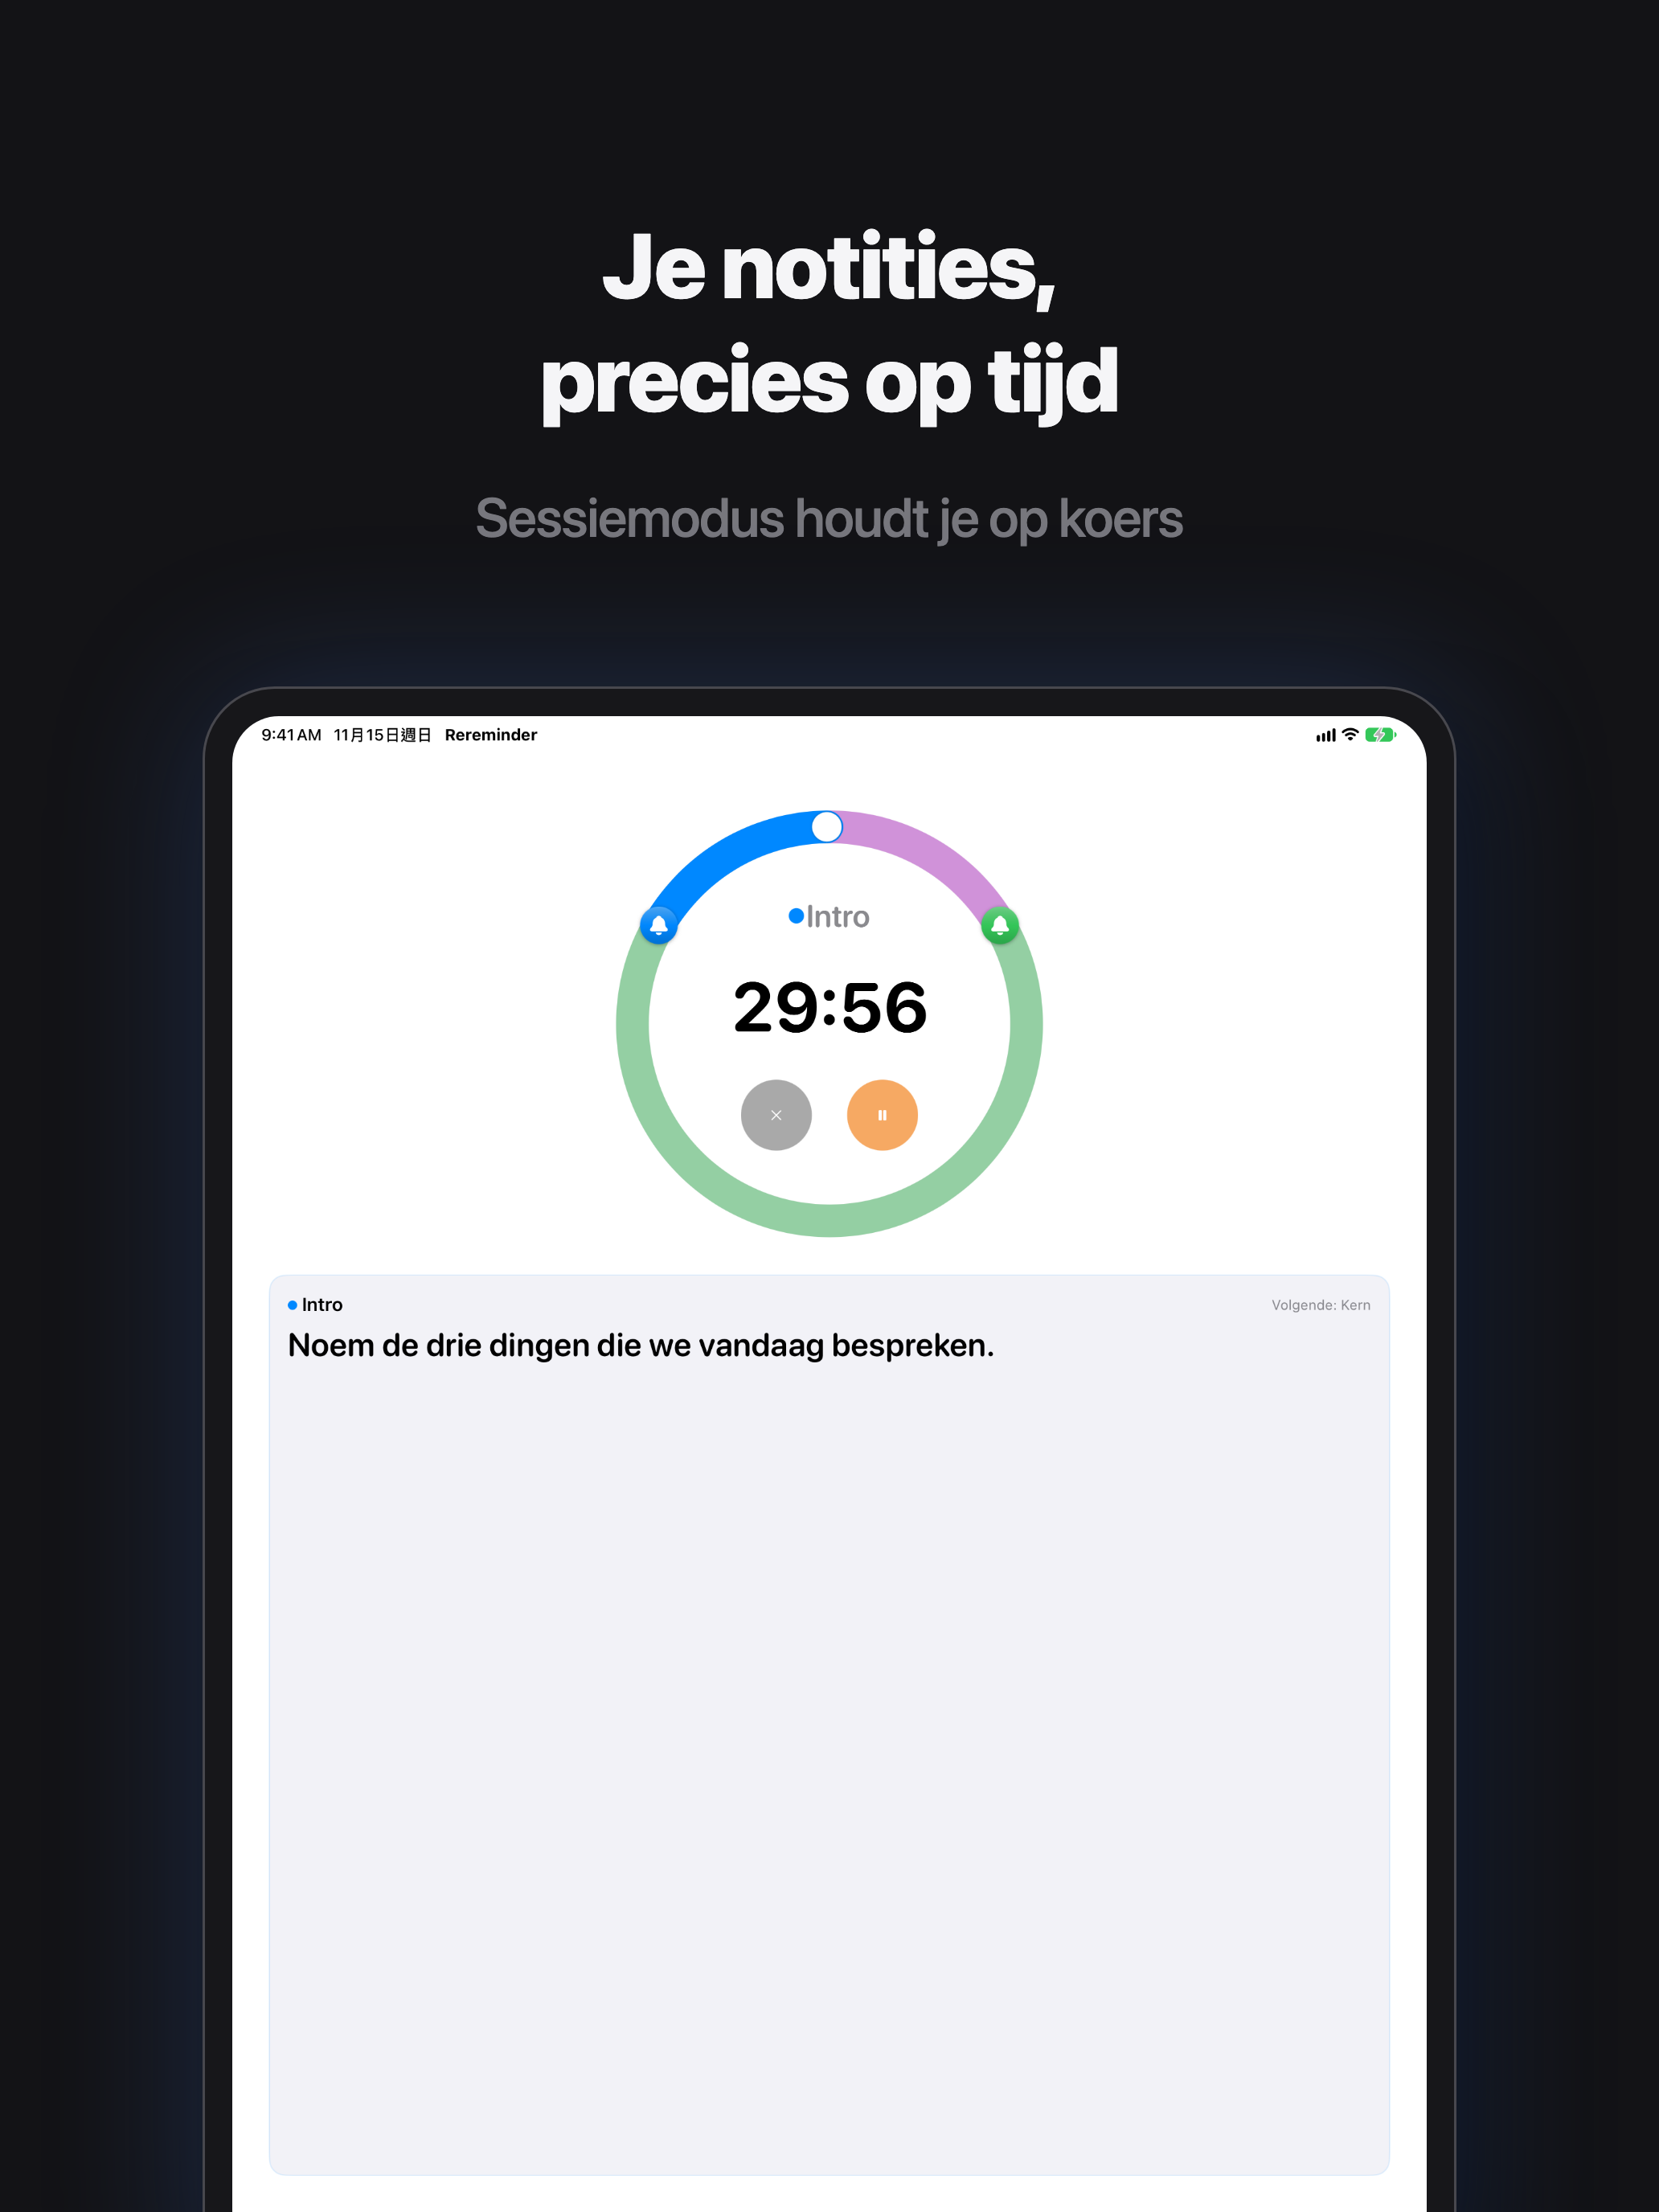 Je notities,
precies op tijd
Sessiemodus houdt je op koers
9:41 AM 11月15日週日 Rereminder
Intro
29:56
Intro
Volgende: Kern
Noem de drie dingen die we vandaag bespreken.